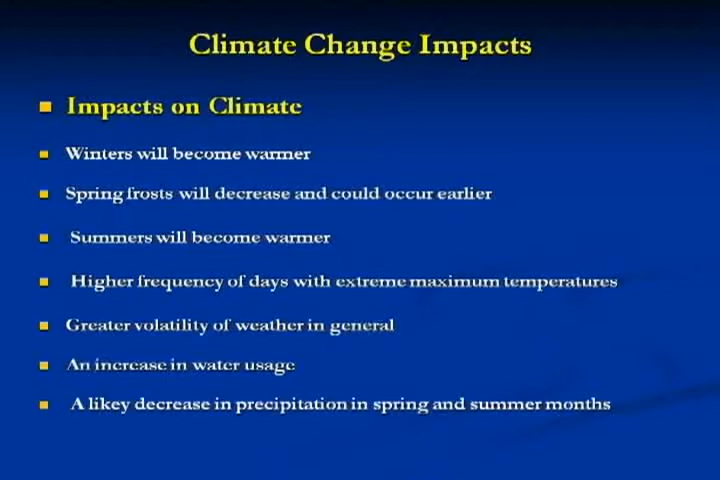 Climate Change Impacts
Impacts on Climate
Winters will become warmer
Spring frosts will decrease and could occur earlier
Summers will become warmer
Higher frequency of days with extreme maximum temperatures
Greater volatility of weather in general
An increase in water usage
A likey decrease in precipitation in spring and summer months